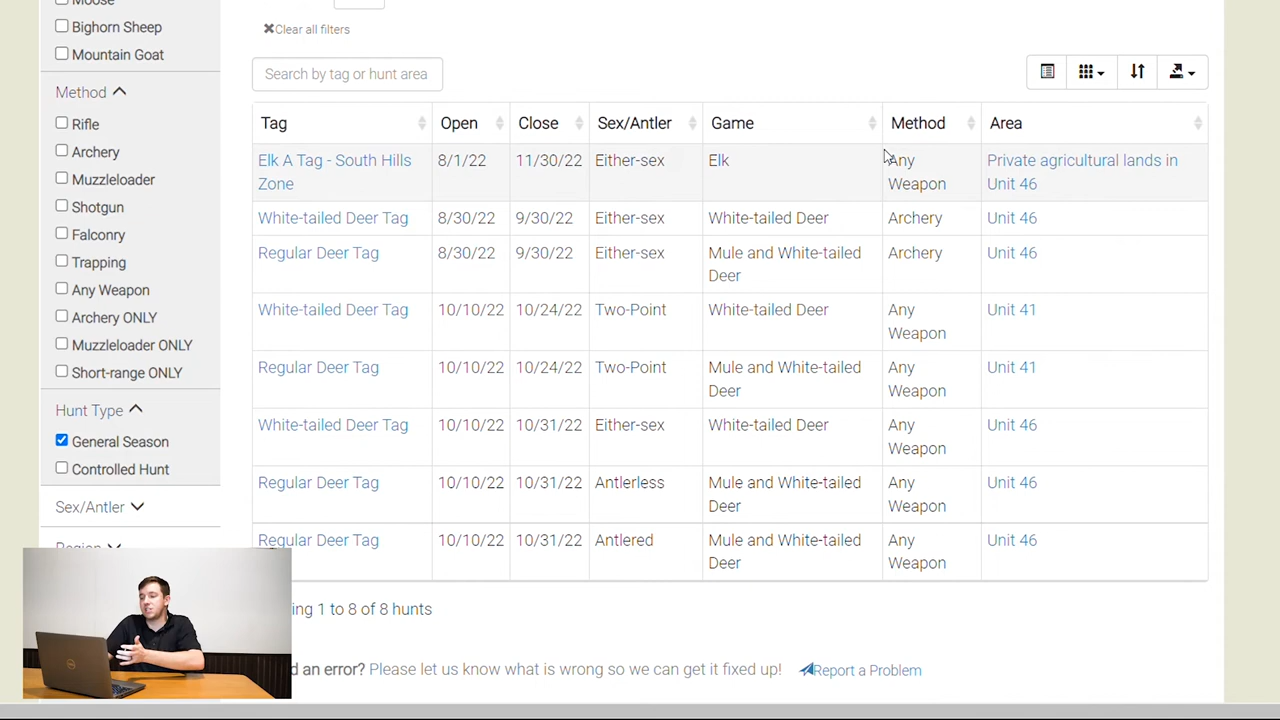 Moose
Bighorn Sheep
Mountain Goat
Method
Rifle
Archery
Muzzleloader
Shotgun
Falconry
Trapping
Any Weapon
Archery ONLY
Muzzleloader ONLY
Short-range ONLY
Hunt Type
General Season
Controlled Hunt
Sex/Antler
Region
Clear all filters
Search by tag or hunt area
Tag Open Close Sex/Antler Game Method Area
Elk A Tag - South Hills 8/1/22 11/30/22 Either-sex Elk Any Private agricultural lands in
Zone Weapon Unit 46
White-tailed Deer Tag 8/30/22 9/30/22 Either-sex White-tailed Deer Archery Unit 46
Regular Deer Tag 8/30/22 9/30/22 Either-sex Mule and White-tailed Archery Unit 46
Deer
White-tailed Deer Tag 10/10/22 10/24/22 Two-Point White-tailed Deer Any Unit 41
Weapon
Regular Deer Tag 10/10/22 10/24/22 Two-Point Mule and White-tailed Any Unit 41
Deer Weapon
White-tailed Deer Tag 10/10/22 10/31/22 Either-sex White-tailed Deer Any Unit 46
Weapon
Regular Deer Tag 10/10/22 10/31/22 Antlerless Mule and White-tailed Any Unit 46
Deer Weapon
Regular Deer Tag 10/10/22 10/31/22 Antlered Mule and White-tailed Any Unit 46
Deer Weapon
ing 1 to 8 of 8 hunts
d an error? Please let us know what is wrong so we can get it fixed up! Report a Problem